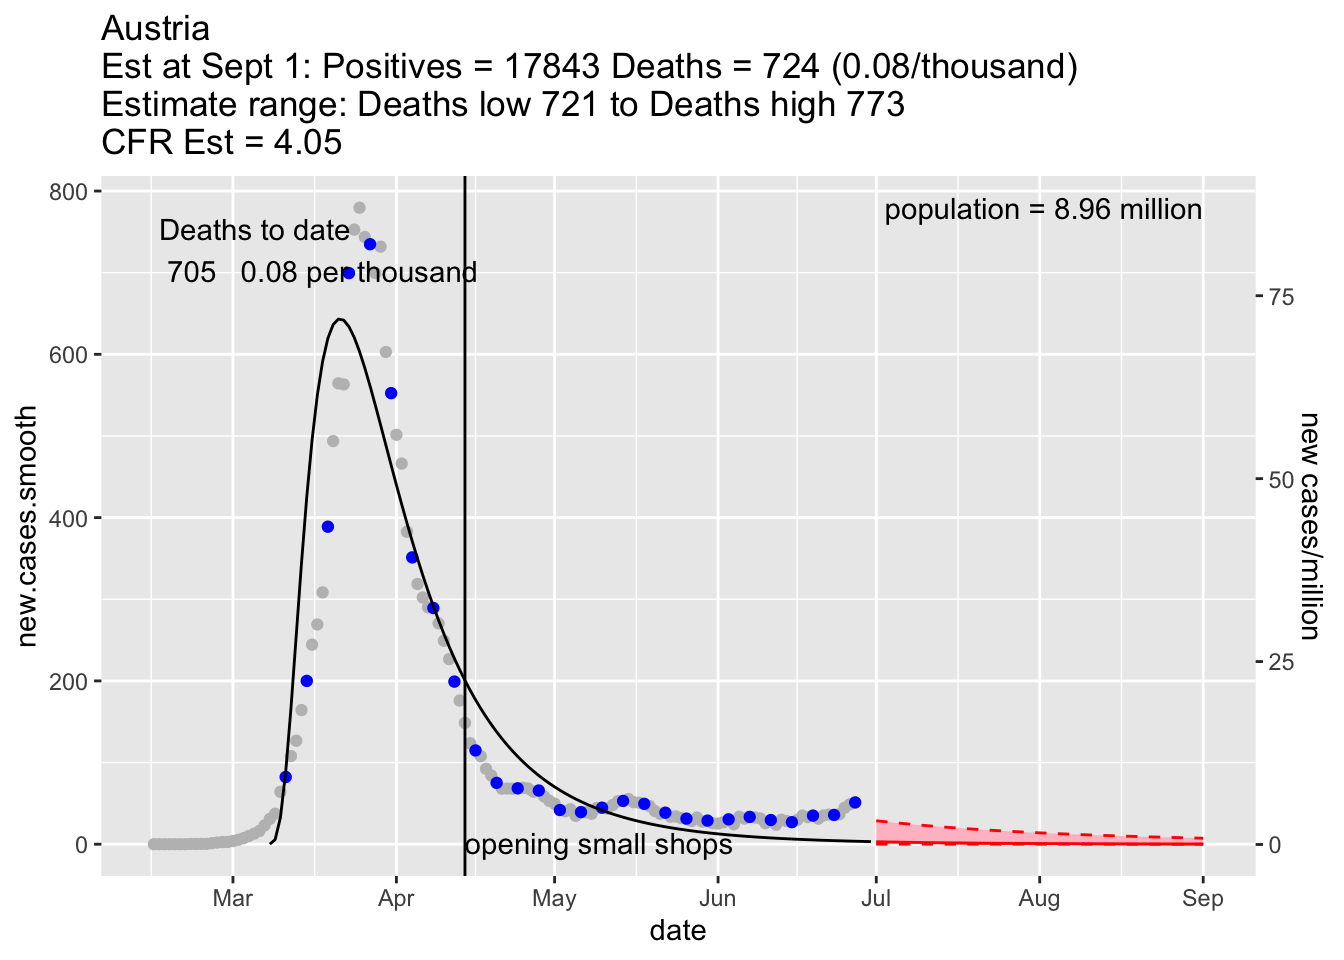 Austria
Est at Sept 1: Positives = 17843 Deaths = 724 (0.08/thousand)
Estimate range: Deaths low 721 to Deaths high 773
CFR Est = 4.05
800
600
400
200
0
new.cases.smooth
Deaths to date
705 0.08 per thousand
population = 8.96 million
opening small shops
75
50
25
0
new cases/million
Mar Apr May Jun Jul Aug Sep
date